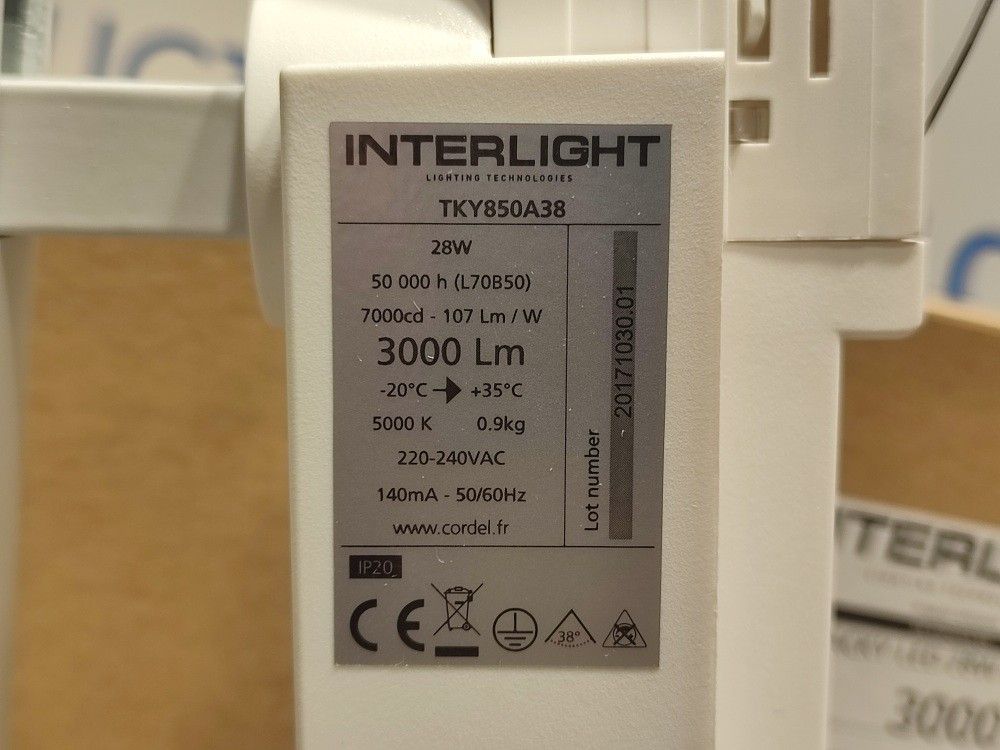 INTERLIGHT
LIGHTING TECHNOLOGIES
TKY850A38
28W
50 000 h (L70B50)
7000cd - 107 Lm / W
3000 Lm
-20°C → +35°C
5000 K 0.9kg
220-240VAC
140mA - 50/60Hz
www.cordel.fr
Lot number
20171030.01
IP20
CE
38°
NTERL
3000